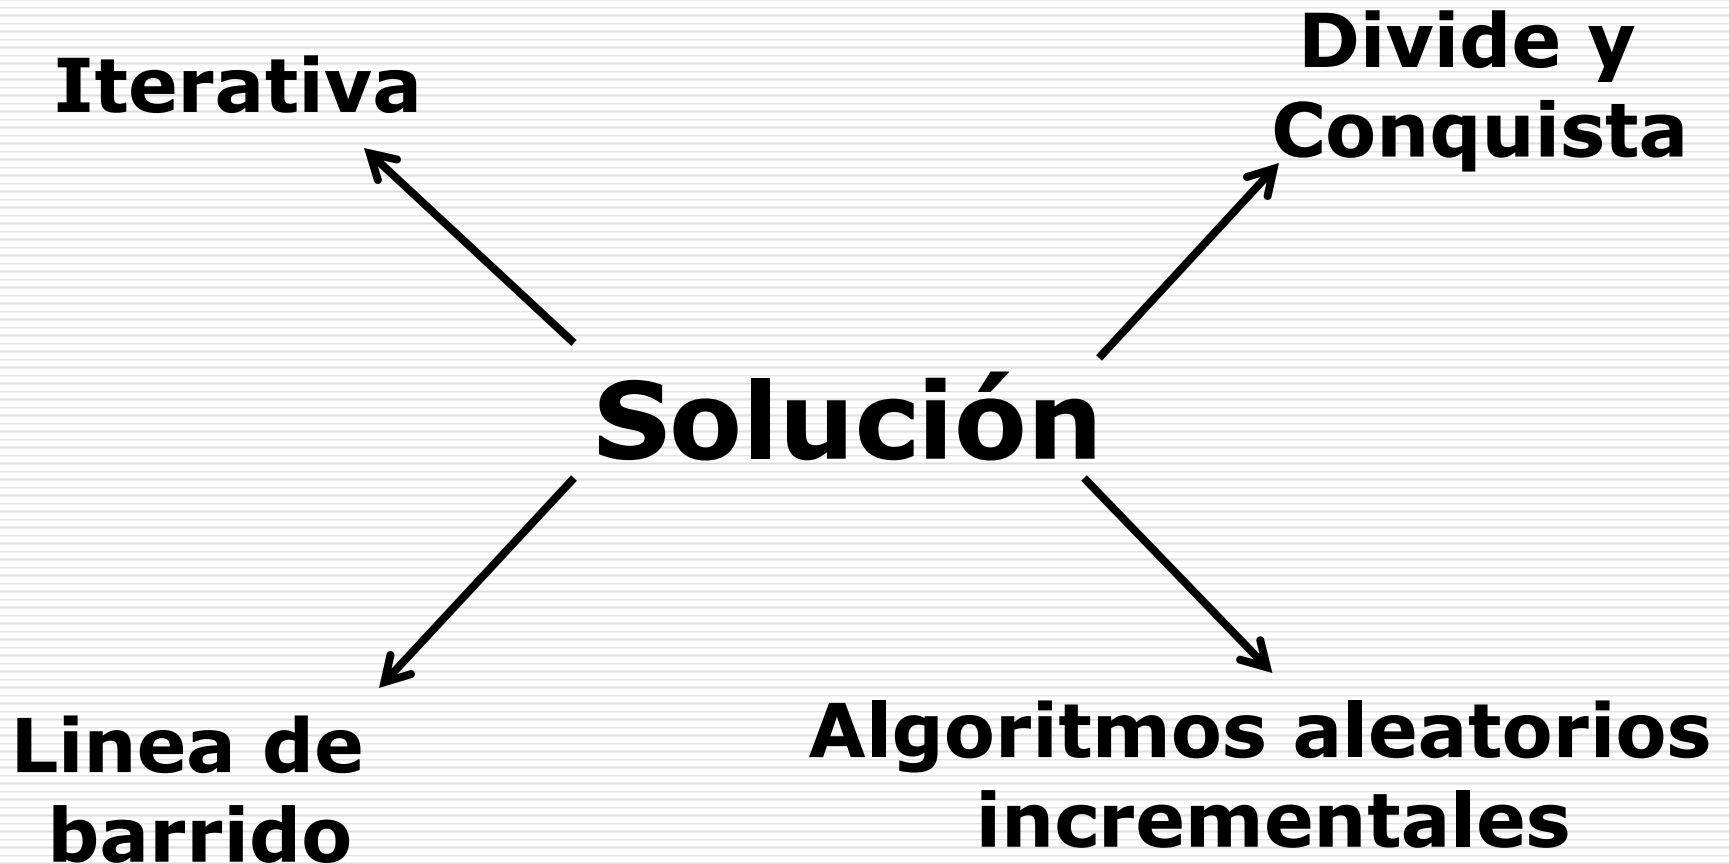 Iterativa
Divide y
Conquista
Solución
Linea de
barrido
Algoritmos aleatorios
incrementales